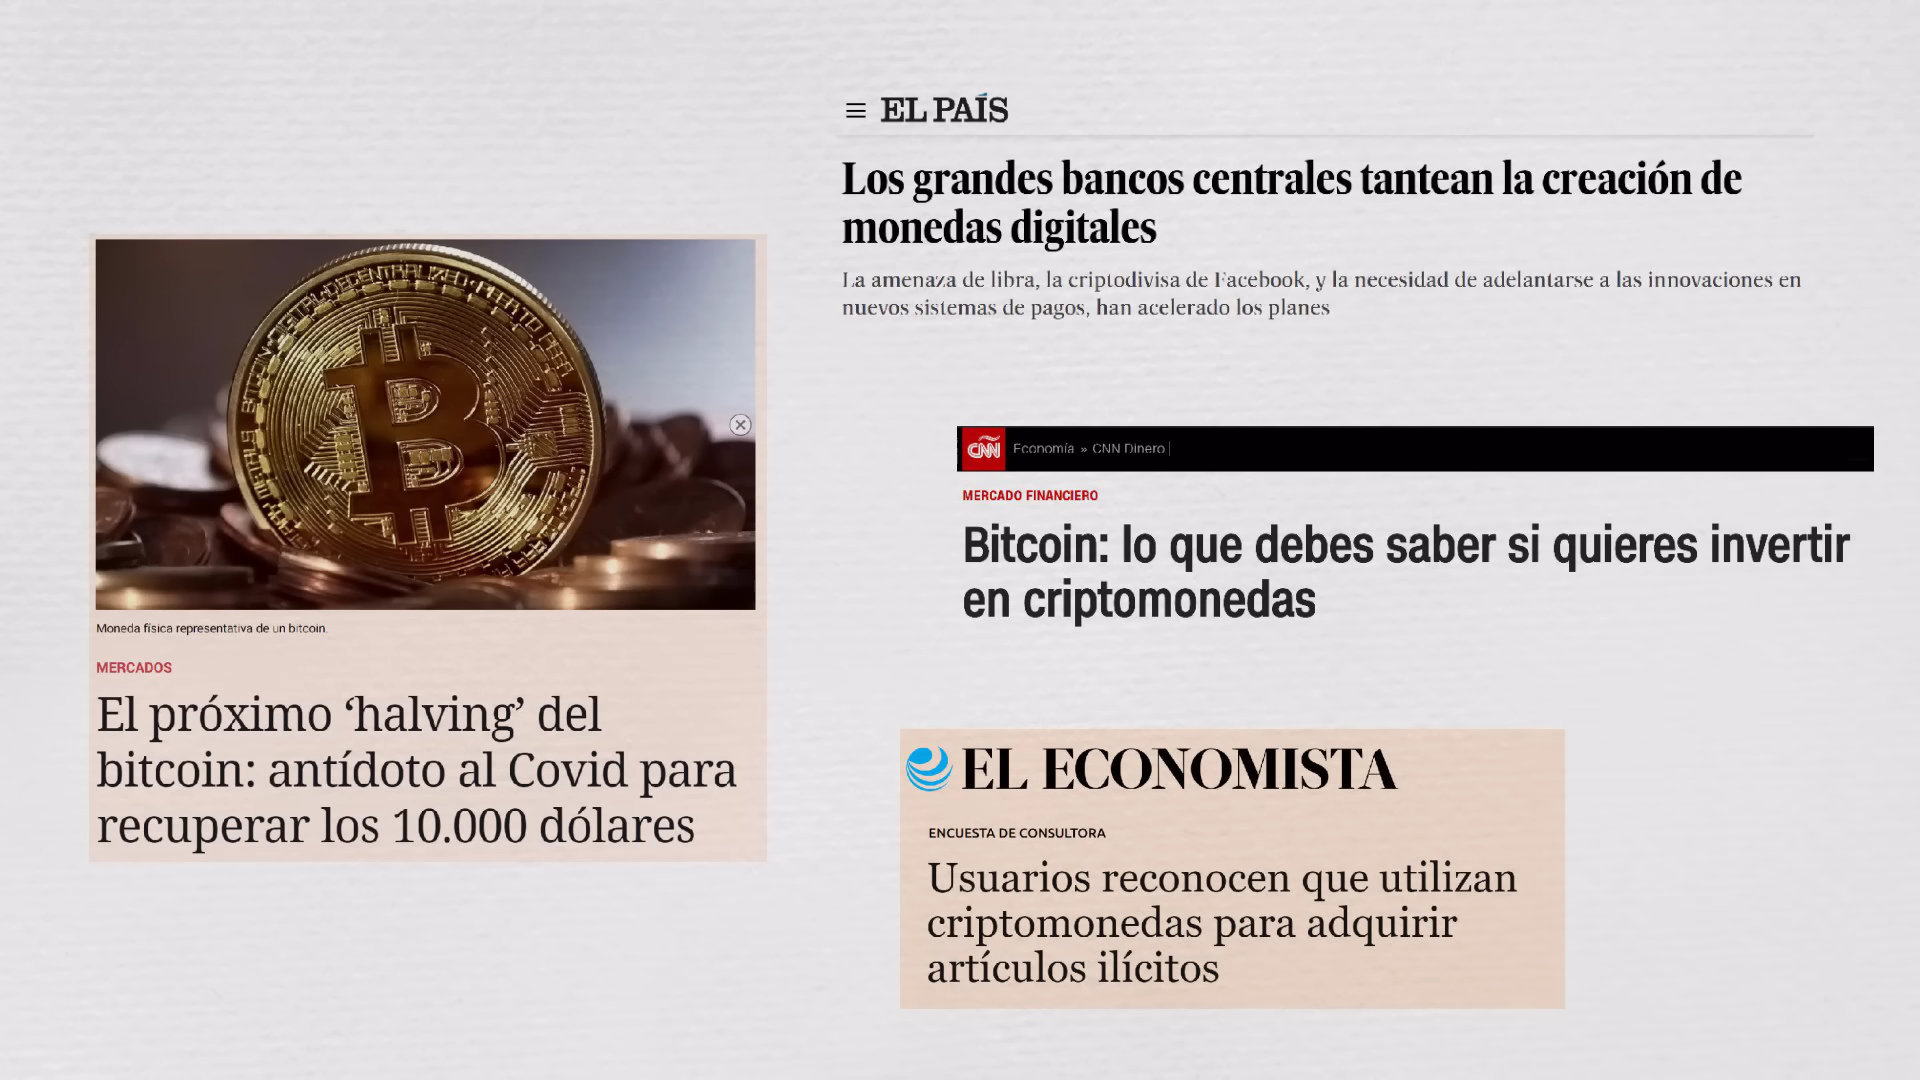 EL PAÍS
Los grandes bancos centrales tantean la creación de
monedas digitales
La amenaza de libra, la criptodivisa de Facebook, y la necesidad de adelantarse a las innovaciones en
nuevos sistemas de pagos, han acelerado los planes
BITCOIN
DECENTRALIZED
Moneda física representativa de un bitcoin.
MERCADOS
El próximo ‘halving’ del
bitcoin: antídoto al Covid para
recuperar los 10.000 dólares
CNN Economía » CNN Dinero |
MERCADO FINANCIERO
Bitcoin: lo que debes saber si quieres invertir
en criptomonedas
EL ECONOMISTA
ENCUESTA DE CONSULTORA
Usuarios reconocen que utilizan
criptomonedas para adquirir
artículos ilícitos